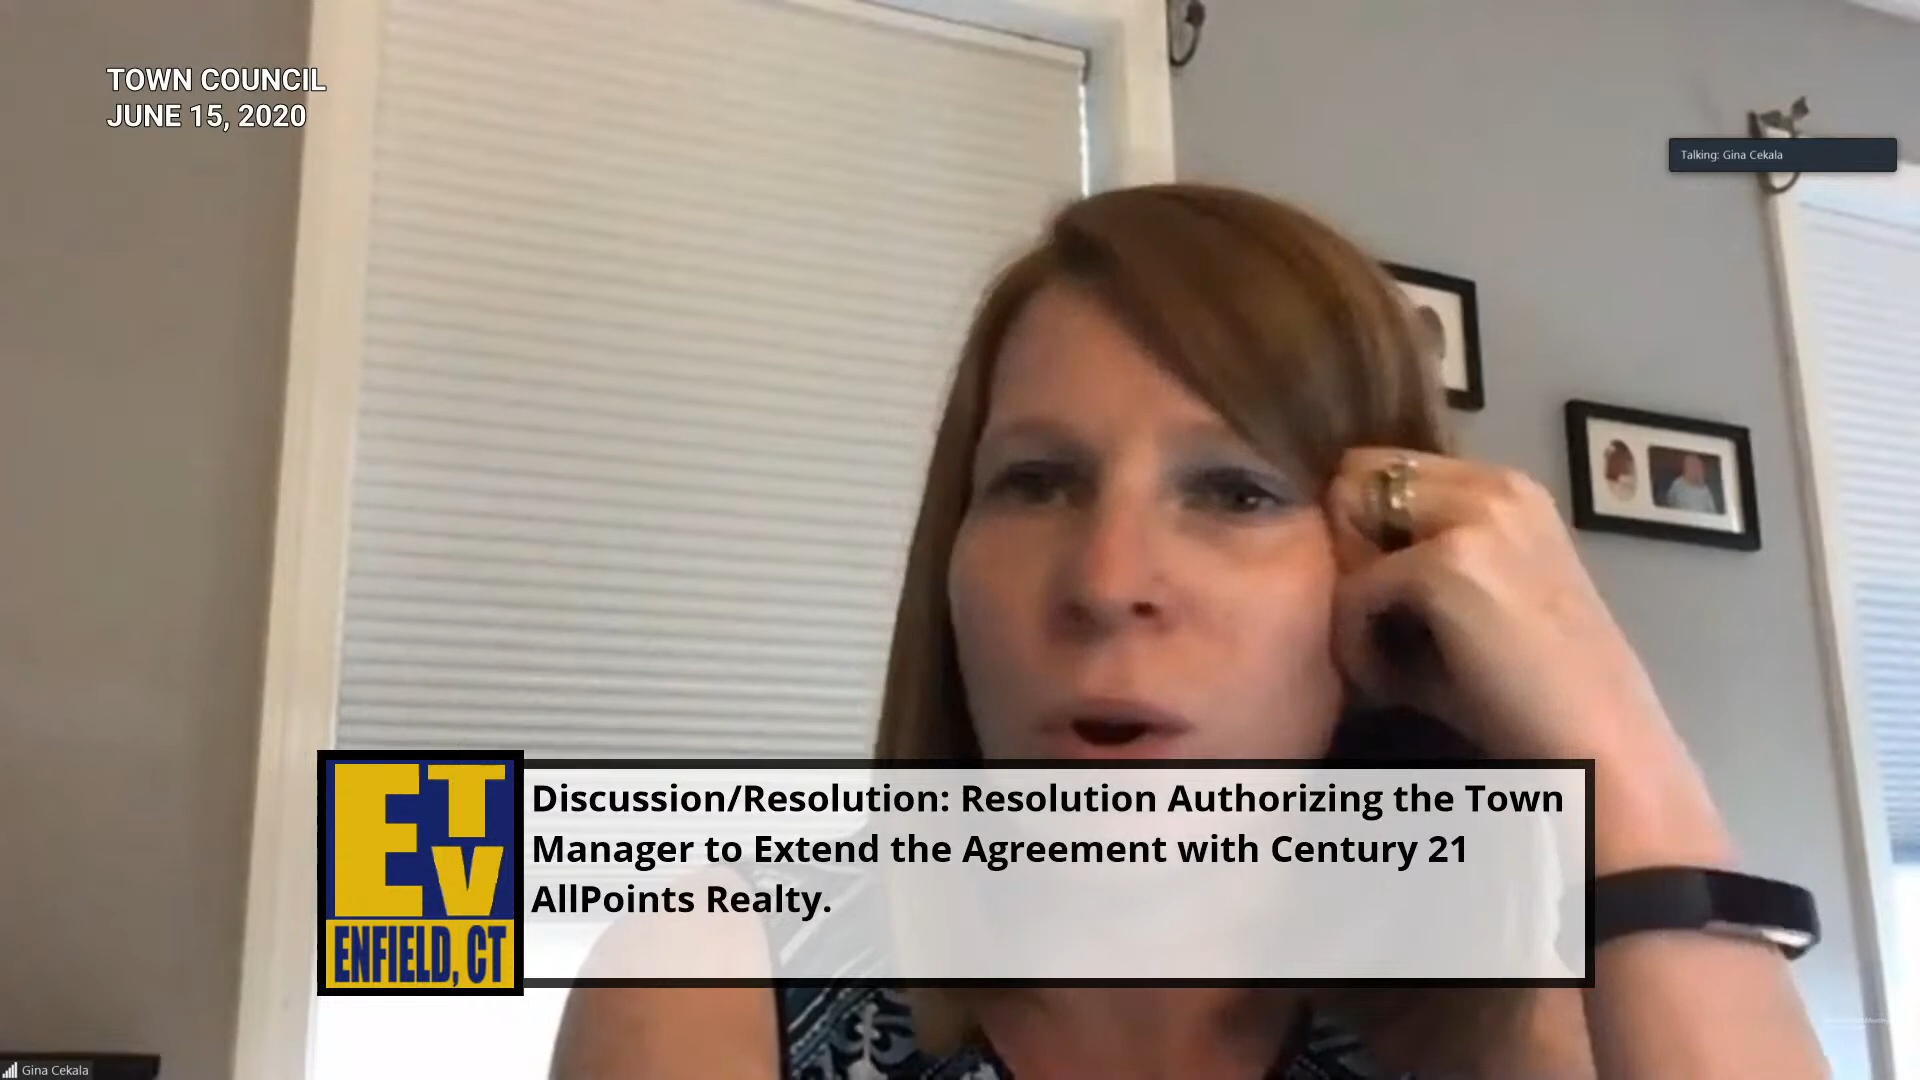 TOWN COUNCIL
JUNE 15, 2020
Talking: Gina Cekala
ETV
ENFIELD, CT
Discussion/Resolution: Resolution Authorizing the Town
Manager to Extend the Agreement with Century 21
AllPoints Realty.
Gina Cekala